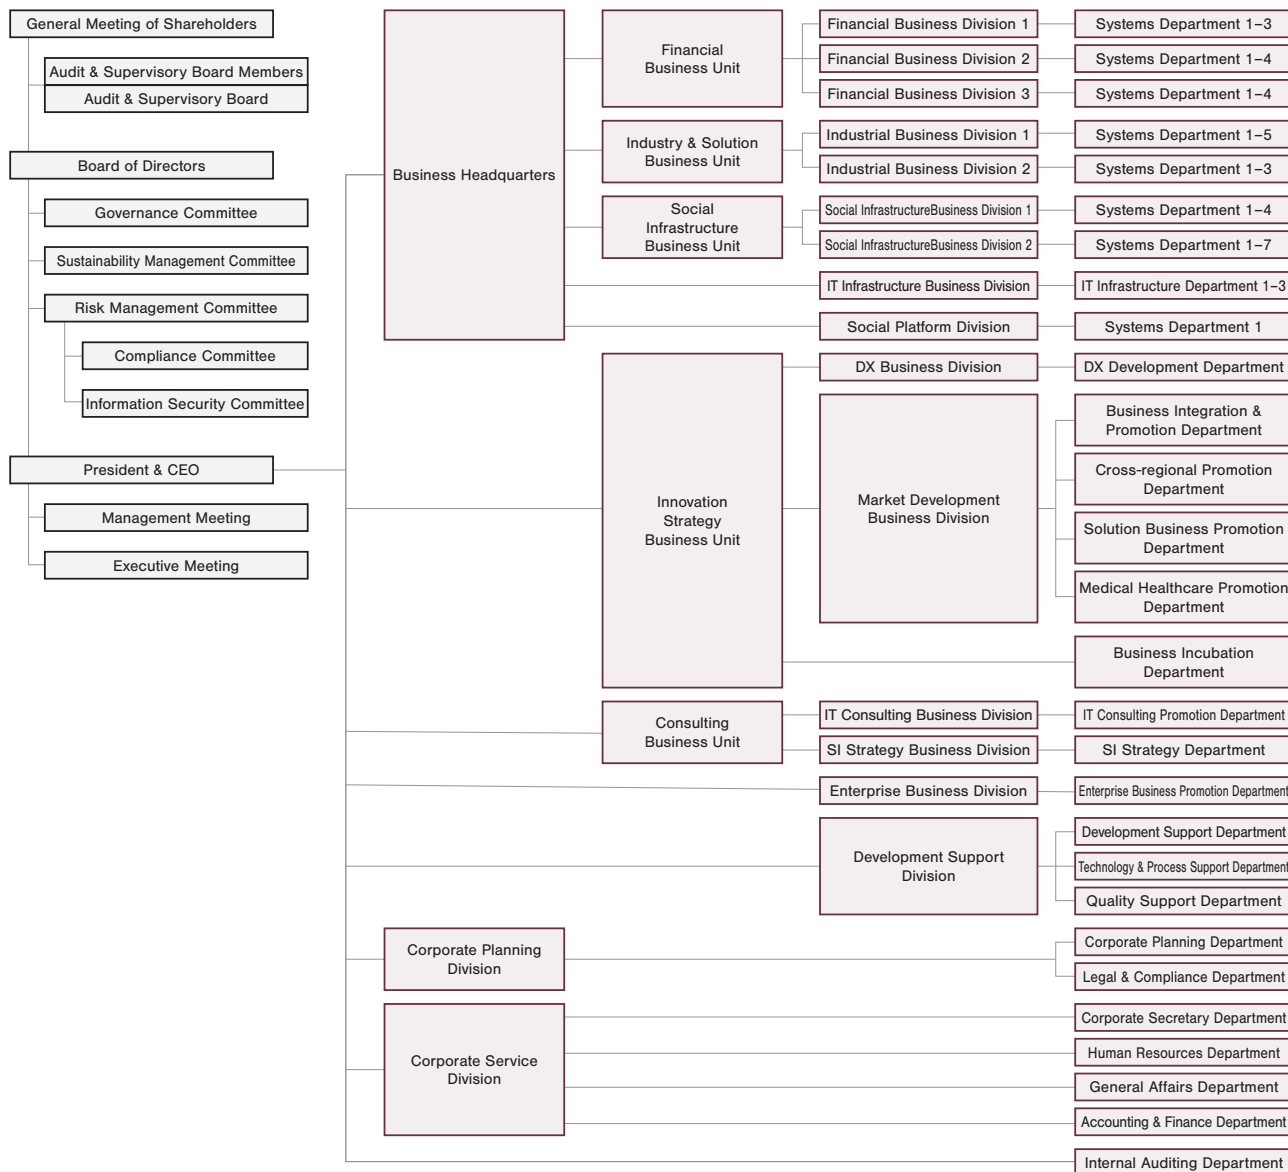 General Meeting of Shareholders
Audit & Supervisory Board Members
Audit & Supervisory Board
Board of Directors
Governance Committee
Sustainability Management Committee
Risk Management Committee
Compliance Committee
Information Security Committee
President & CEO
Management Meeting
Executive Meeting
Business Headquarters
Financial
Business Unit
Financial Business Division 1
Systems Department 1–3
Financial Business Division 2
Systems Department 1–4
Financial Business Division 3
Systems Department 1–4
Industry & Solution
Business Unit
Industrial Business Division 1
Systems Department 1–5
Industrial Business Division 2
Systems Department 1–3
Social
Infrastructure
Business Unit
Social InfrastructureBusiness Division 1
Systems Department 1–4
Social InfrastructureBusiness Division 2
Systems Department 1–7
IT Infrastructure Business Division
IT Infrastructure Department 1–3
Social Platform Division
Systems Department 1
Innovation
Strategy
Business Unit
DX Business Division
DX Development Department
Market Development
Business Division
Business Integration &
Promotion Department
Cross-regional Promotion
Department
Solution Business Promotion
Department
Medical Healthcare Promotion
Department
Business Incubation
Department
Consulting
Business Unit
IT Consulting Business Division
IT Consulting Promotion Department
SI Strategy Business Division
SI Strategy Department
Enterprise Business Division
Enterprise Business Promotion Department
Development Support
Division
Development Support Department
Technology & Process Support Department
Quality Support Department
Corporate Planning
Division
Corporate Planning Department
Legal & Compliance Department
Corporate Service
Division
Corporate Secretary Department
Human Resources Department
General Affairs Department
Accounting & Finance Department
Internal Auditing Department